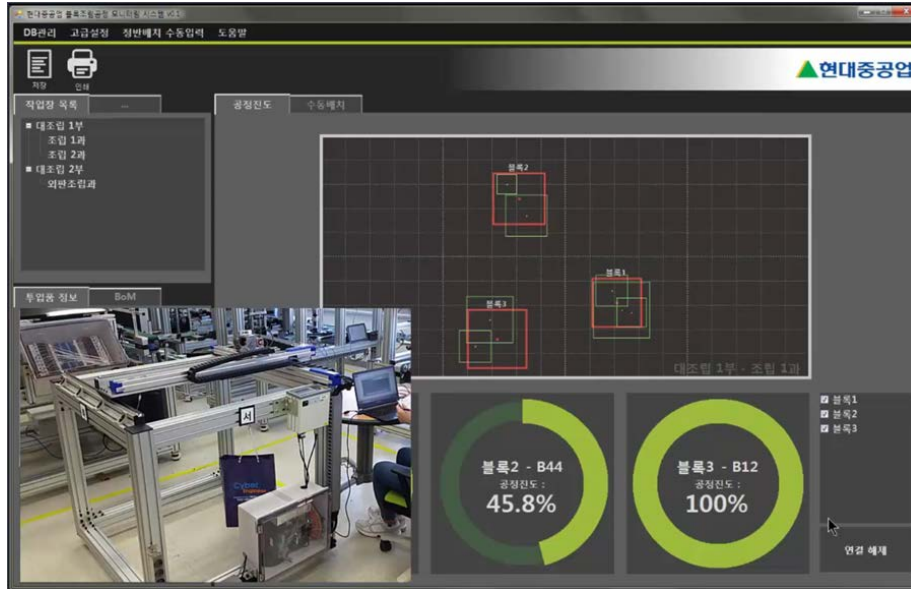 현대중공업 블록조립공정 모니터링 시스템 v0.1
DB관리 고급설정 정반배치 수동입력 도움말
저장 인쇄
현대중공업
작업장 목록 ...
공정진도 수동배치
대조립 1부
조립 1과
조립 2과
대조립 2부
외판조립과
블록2
블록1
블록3
대조립 1부 - 조립 1과
투입품 정보 BoM
서
Cyber
블록2 - B44
공정진도 :
45.8%
블록3 - B12
공정진도 :
100%
블록1
블록2
블록3
연결 해제